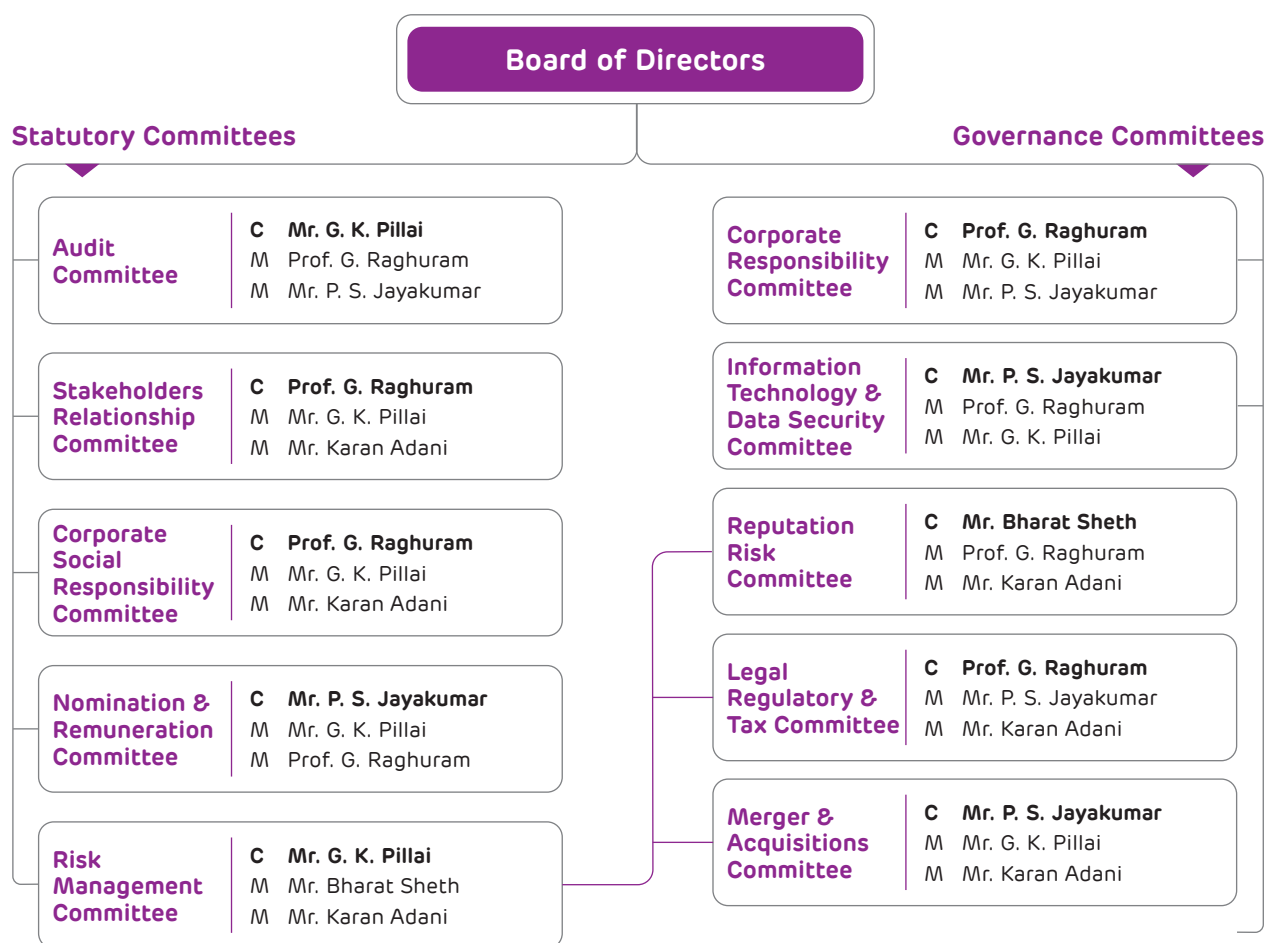 Board of Directors
Statutory Committees
Audit
Committee
C Mr. G. K. Pillai
M Prof. G. Raghuram
M Mr. P. S. Jayakumar
Stakeholders
Relationship
Committee
C Prof. G. Raghuram
M Mr. G. K. Pillai
M Mr. Karan Adani
Corporate
Social
Responsibility
Committee
C Prof. G. Raghuram
M Mr. G. K. Pillai
M Mr. Karan Adani
Nomination &
Remuneration
Committee
C Mr. P. S. Jayakumar
M Mr. G. K. Pillai
M Prof. G. Raghuram
Risk
Management
Committee
C Mr. G. K. Pillai
M Mr. Bharat Sheth
M Mr. Karan Adani
Governance Committees
Corporate
Responsibility
Committee
C Prof. G. Raghuram
M Mr. G. K. Pillai
M Mr. P. S. Jayakumar
Information
Technology &
Data Security
Committee
C Mr. P. S. Jayakumar
M Prof. G. Raghuram
M Mr. G. K. Pillai
Reputation
Risk
Committee
C Mr. Bharat Sheth
M Prof. G. Raghuram
M Mr. Karan Adani
Legal
Regulatory &
Tax Committee
C Prof. G. Raghuram
M Mr. P. S. Jayakumar
M Mr. Karan Adani
Merger &
Acquisitions
Committee
C Mr. P. S. Jayakumar
M Mr. G. K. Pillai
M Mr. Karan Adani